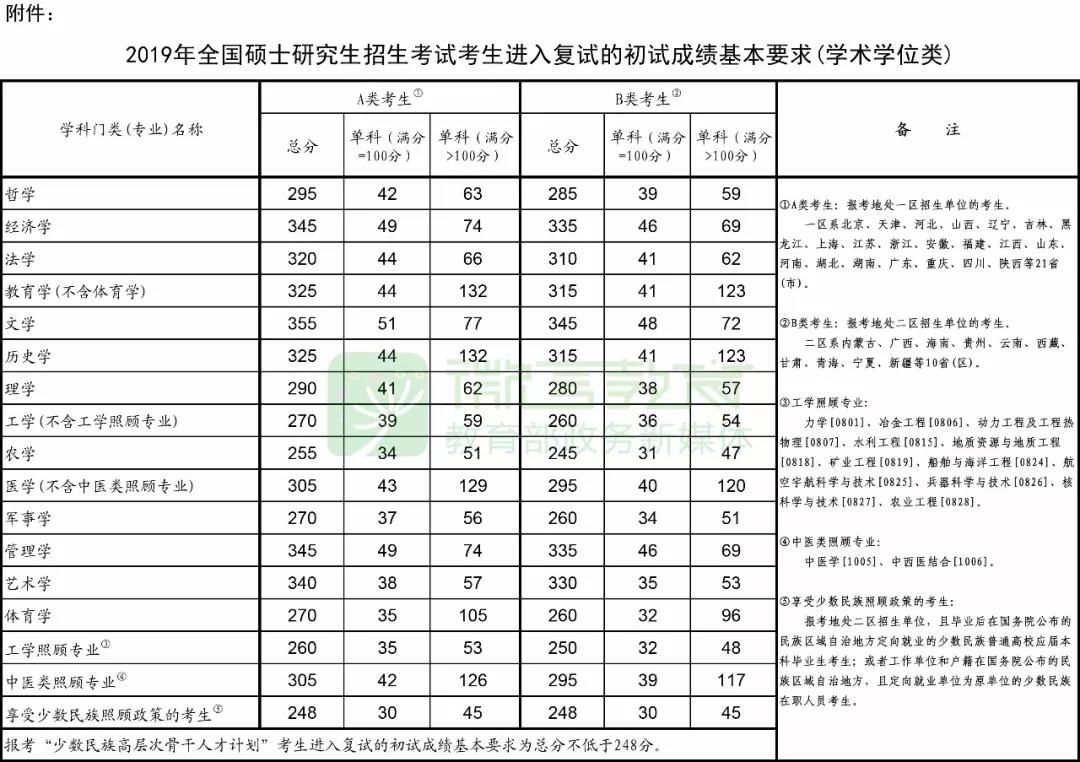 附件：
2019年全国硕士研究生招生考试考生进入复试的初试成绩基本要求(学术学位类)
学科门类(专业)名称 A类考生① B类考生② 备 注
总分 单科（满分=100分） 单科（满分>100分） 总分 单科（满分=100分） 单科（满分>100分）
哲学 295 42 63 285 39 59
经济学 345 49 74 335 46 69
法学 320 44 66 310 41 62
教育学(不含体育学) 325 44 132 315 41 123
文学 355 51 77 345 48 72
历史学 325 44 132 315 41 123
理学 290 41 62 280 38 57
工学(不含工学照顾专业) 270 39 59 260 36 54
农学 255 34 51 245 31 47
医学(不含中医类照顾专业) 305 43 129 295 40 120
军事学 270 37 56 260 34 51
管理学 345 49 74 335 46 69
艺术学 340 38 57 330 35 53
体育学 270 35 105 260 32 96
工学照顾专业③ 260 35 53 250 32 48
中医类照顾专业④ 305 42 126 295 39 117
享受少数民族照顾政策的考生⑤ 248 30 45 248 30 45
报考“少数民族高层次骨干人才计划”考生进入复试的初试成绩基本要求为总分不低于248分。
①A类考生：报考地处一区招生单位的考生。
一区系北京、天津、河北、山西、辽宁、吉林、黑
龙江、上海、江苏、浙江、安徽、福建、江西、山东、
河南、湖北、湖南、广东、重庆、四川、陕西等21省
(市)。
②B类考生：报考地处二区招生单位的考生。
二区系内蒙古、广西、海南、贵州、云南、西藏、
甘肃、青海、宁夏、新疆等10省(区)。
③工学照顾专业：
力学[0801]、冶金工程[0806]、动力工程及工程热
物理[0807]、水利工程[0815]、地质资源与地质工程
[0818]、矿业工程[0819]、船舶与海洋工程[0824]、航
空宇航科学与技术[0825]、兵器科学与技术[0826]、核
科学与技术[0827]、农业工程[0828]。
④中医类照顾专业：
中医学[1005]、中西医结合[1006]。
⑤享受少数民族照顾政策的考生：
报考地处二区招生单位，且毕业后在国务院公布的
民族区域自治地方定向就业的少数民族普通高校应届本
科毕业生考生；或者工作单位和户籍在国务院公布的民
族区域自治地方，且定向就业单位为原单位的少数民族
在职人员考生。
微言教育
教育部政务新媒体